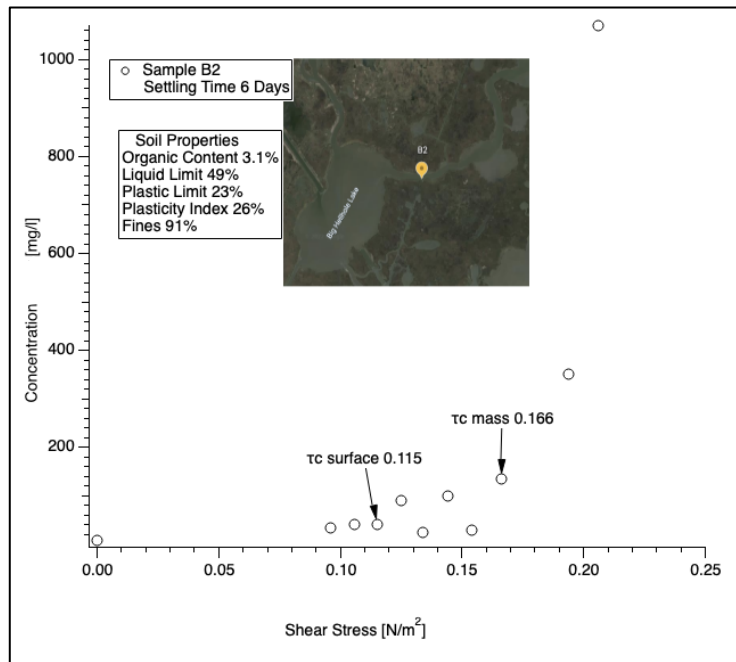 1000
800
600
400
200
Concentration [mg/l]
Sample B2
Settling Time 6 Days
Soil Properties
Organic Content 3.1%
Liquid Limit 49%
Plastic Limit 23%
Plasticity Index 26%
Fines 91%
B2
Big Hellhole Lake
τc mass 0.166
τc surface 0.115
0.00 0.05 0.10 0.15 0.20 0.25
Shear Stress [N/m²]